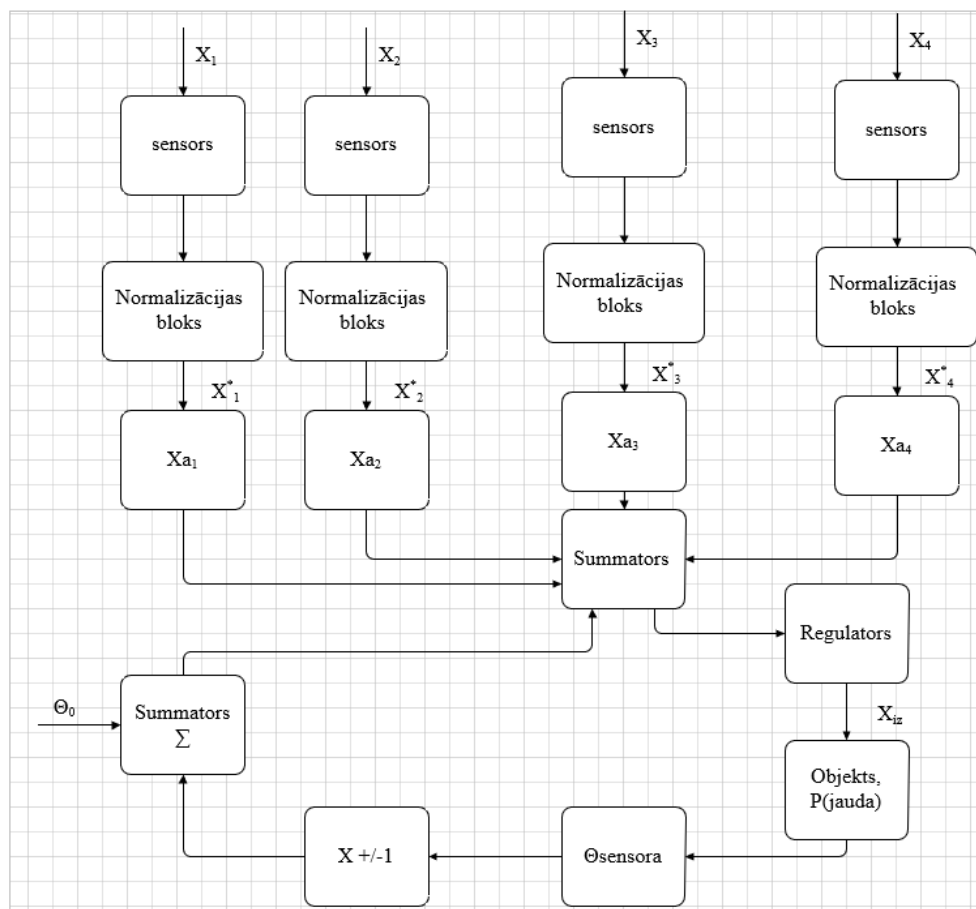 X₁
X₂
X₃
X₄
sensors
sensors
sensors
sensors
Normalizācijas
bloks
Normalizācijas
bloks
Normalizācijas
bloks
Normalizācijas
bloks
X*₁
X*₂
X*₃
X*₄
Xa₁
Xa₂
Xa₃
Xa₄
Summators
Regulators
Θ₀
Summators
∑
X_iz
Objekts,
P(jauda)
X +/-1
Θsensora